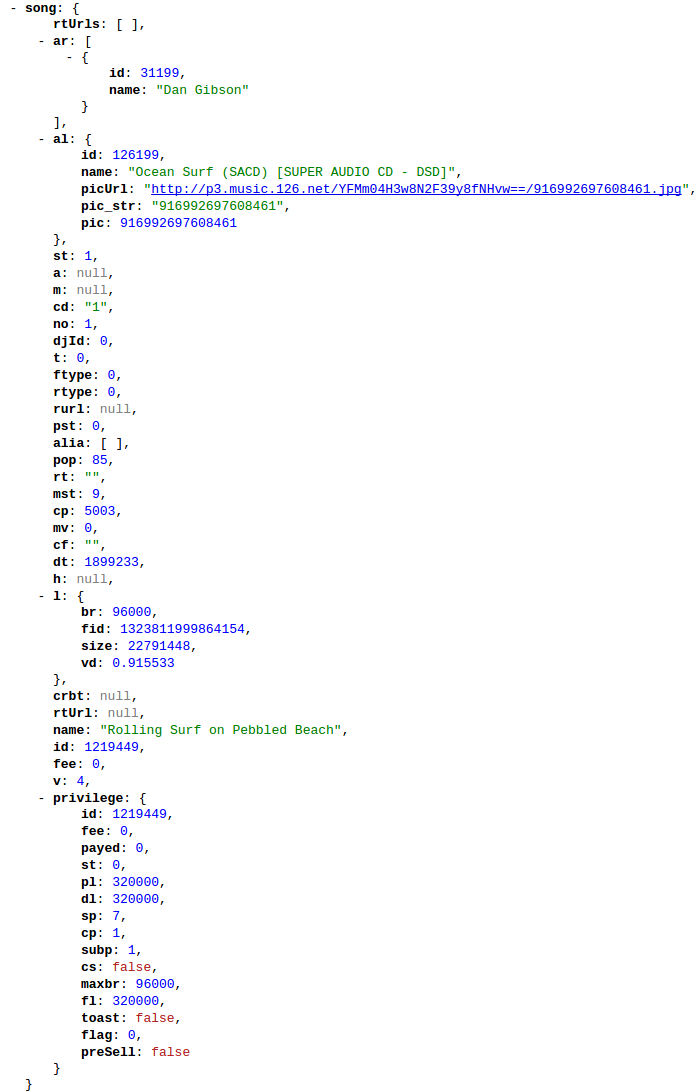 - song: {
rtUrls: [ ],
- ar: [
- {
id: 31199,
name: "Dan Gibson"
}
],
- al: {
id: 126199,
name: "Ocean Surf (SACD) [SUPER AUDIO CD - DSD]",
picUrl: "http://p3.music.126.net/YFMm04H3w8N2F39y8fNHvw==/916992697608461.jpg",
pic_str: "916992697608461",
pic: 916992697608461
},
st: 1,
a: null,
m: null,
cd: "1",
no: 1,
djId: 0,
t: 0,
ftype: 0,
rtype: 0,
rurl: null,
pst: 0,
alia: [ ],
pop: 85,
rt: "",
mst: 9,
cp: 5003,
mv: 0,
cf: "",
dt: 1899233,
h: null,
- l: {
br: 96000,
fid: 1323811999864154,
size: 22791448,
vd: 0.915533
},
crbt: null,
rtUrl: null,
name: "Rolling Surf on Pebbled Beach",
id: 1219449,
fee: 0,
v: 4,
- privilege: {
id: 1219449,
fee: 0,
payed: 0,
st: 0,
pl: 320000,
dl: 320000,
sp: 7,
cp: 1,
subp: 1,
cs: false,
maxbr: 96000,
fl: 320000,
toast: false,
flag: 0,
preSell: false
}
}